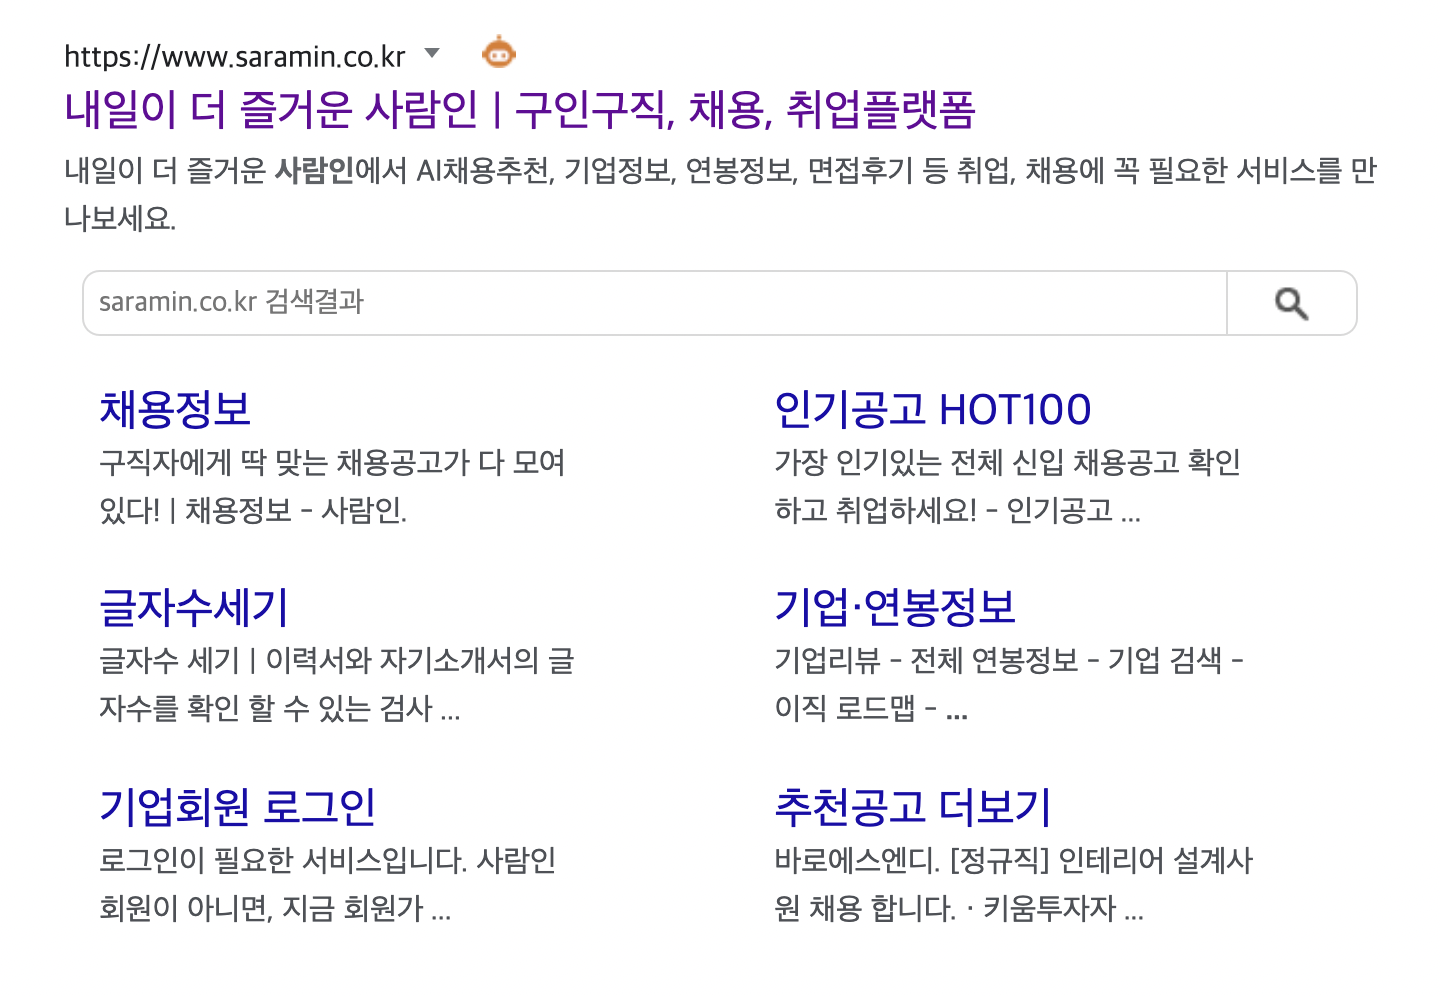 https://www.saramin.co.kr
내일이 더 즐거운 사람인 | 구인구직, 채용, 취업플랫폼
내일이 더 즐거운 사람인에서 AI채용추천, 기업정보, 연봉정보, 면접후기 등 취업, 채용에 꼭 필요한 서비스를 만
나보세요.
saramin.co.kr 검색결과
채용정보
구직자에게 딱 맞는 채용공고가 다 모여
있다! | 채용정보 - 사람인.
인기공고 HOT100
가장 인기있는 전체 신입 채용공고 확인
하고 취업하세요! - 인기공고 ...
글자수세기
글자수 세기 | 이력서와 자기소개서의 글
자수를 확인 할 수 있는 검사 ...
기업·연봉정보
기업리뷰 - 전체 연봉정보 - 기업 검색 -
이직 로드맵 - ...
기업회원 로그인
로그인이 필요한 서비스입니다. 사람인
회원이 아니면, 지금 회원가 ...
추천공고 더보기
바로에스엔디. [정규직] 인테리어 설계사
원 채용 합니다. · 키움투자자 ...